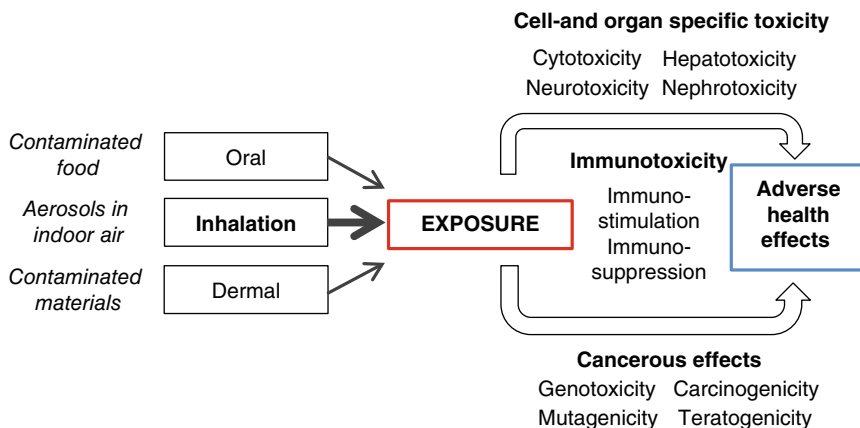 Cell-and organ specific toxicity
Cytotoxicity Hepatotoxicity
Neurotoxicity Nephrotoxicity
Contaminated
food
Oral
Aerosols in
indoor air
Inhalation
Contaminated
materials
Dermal
EXPOSURE
Immunotoxicity
Immuno-
stimulation
Immuno-
suppression
Adverse
health
effects
Cancerous effects
Genotoxicity Carcinogenicity
Mutagenicity Teratogenicity